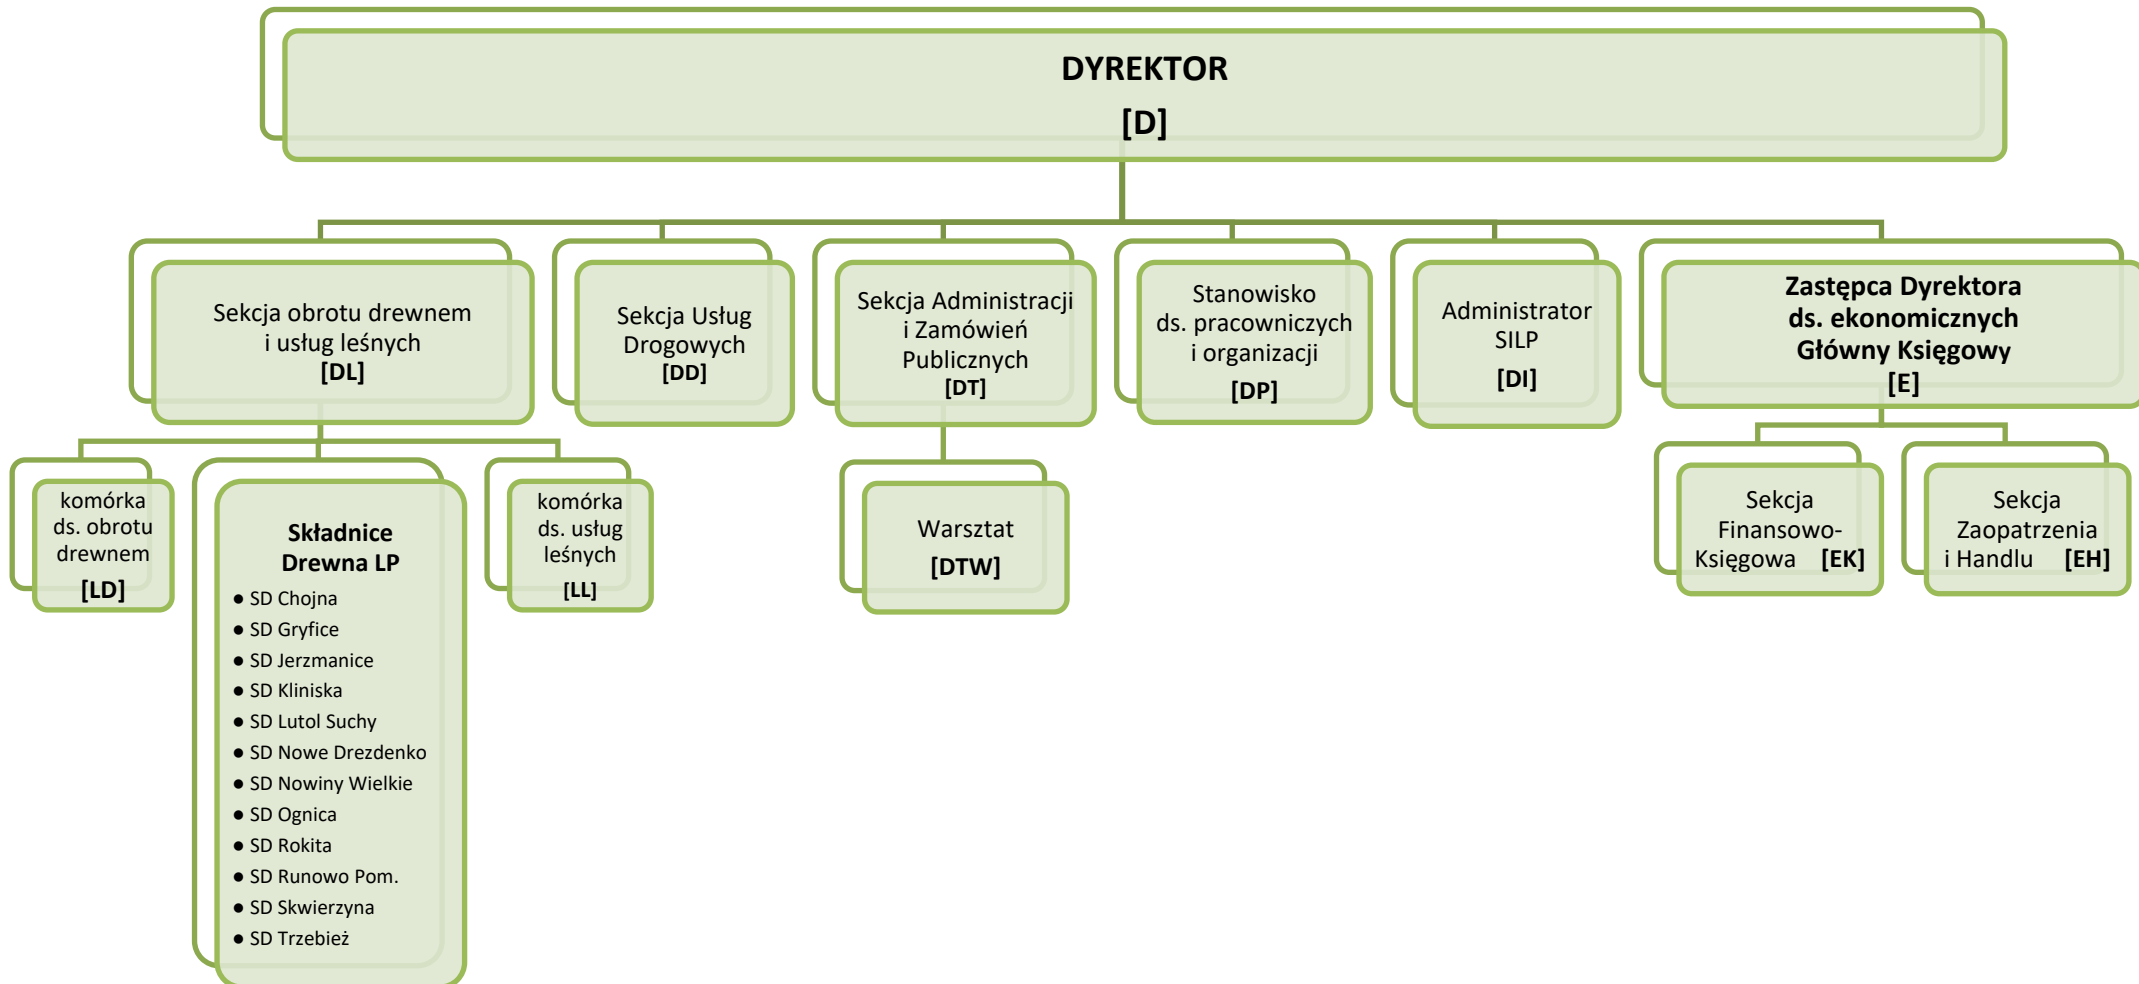 DYREKTOR
[D]
Sekcja obrotu drewnem
i usług leśnych
[DL]
Sekcja Usług
Drogowych
[DD]
Sekcja Administracji
i Zamówień
Publicznych
[DT]
Stanowisko
ds. pracowniczych
i organizacji
[DP]
Administrator
SILP
[DI]
Zastępca Dyrektora
ds. ekonomicznych
Główny Księgowy
[E]
komórka
ds. obrotu
drewnem
[LD]
Składnice
Drewna LP
● SD Chojna
● SD Gryfice
● SD Jerzmanice
● SD Kliniska
● SD Lutol Suchy
● SD Nowe Drezdenko
● SD Nowiny Wielkie
● SD Ognica
● SD Rokita
● SD Runowo Pom.
● SD Skwierzyna
● SD Trzebież
komórka
ds. usług
leśnych
[LL]
Warsztat
[DTW]
Sekcja
Finansowo-
Księgowa [EK]
Sekcja
Zaopatrzenia
i Handlu [EH]